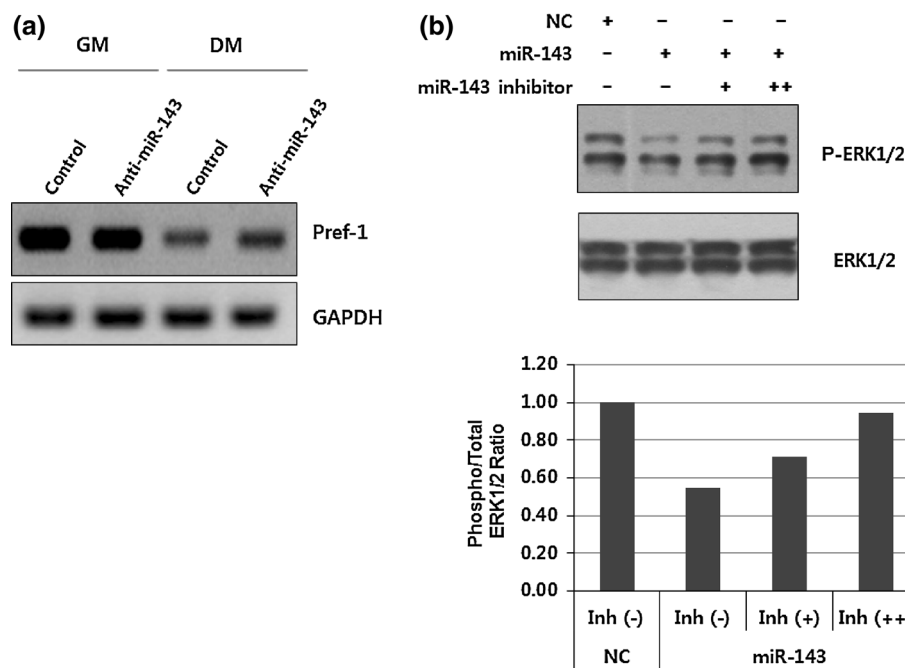 (a)
GM DM
Control Anti-miR-143 Control Anti-miR-143
Pref-1
GAPDH
(b)
NC + − − −
miR-143 − + + +
miR-143 inhibitor − − + ++
P-ERK1/2
ERK1/2
Phospho/Total
ERK1/2 Ratio
1.20
1.00
0.80
0.60
0.40
0.20
0.00
Inh (-) Inh (-) Inh (+) Inh (++
NC miR-143